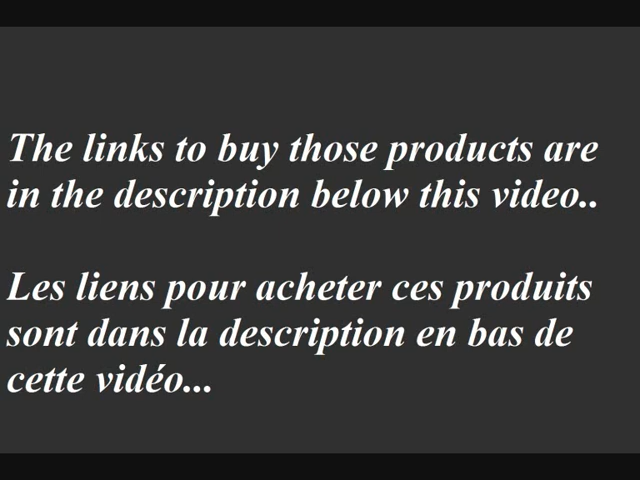 The links to buy those products are
in the description below this video..
Les liens pour acheter ces produits
sont dans la description en bas de
cette vidéo...